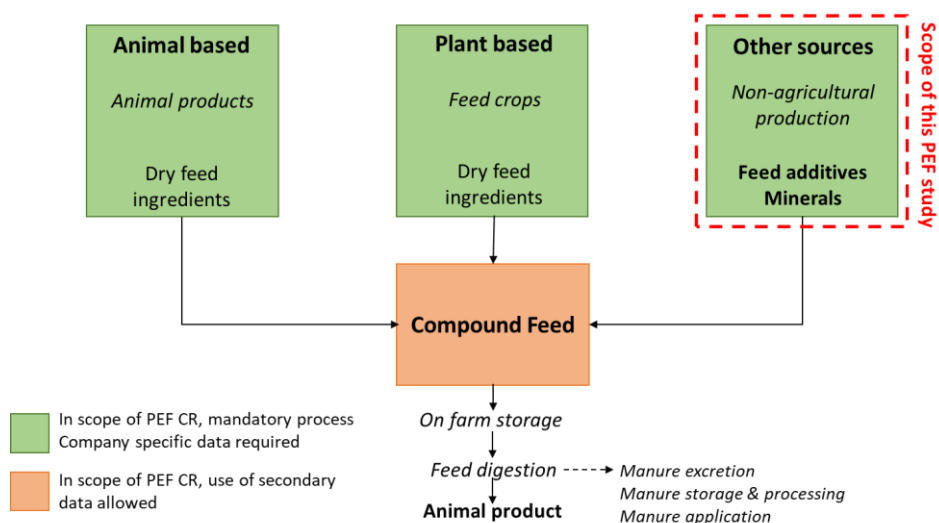 Animal based
Animal products
Dry feed
ingredients
Plant based
Feed crops
Dry feed
ingredients
Other sources
Non-agricultural
production
Feed additives
Minerals
Scope of this PEF study
Compound Feed
On farm storage
Feed digestion
Animal product
Manure excretion
Manure storage & processing
Manure application
In scope of PEF CR, mandatory process
Company specific data required
In scope of PEF CR, use of secondary
data allowed